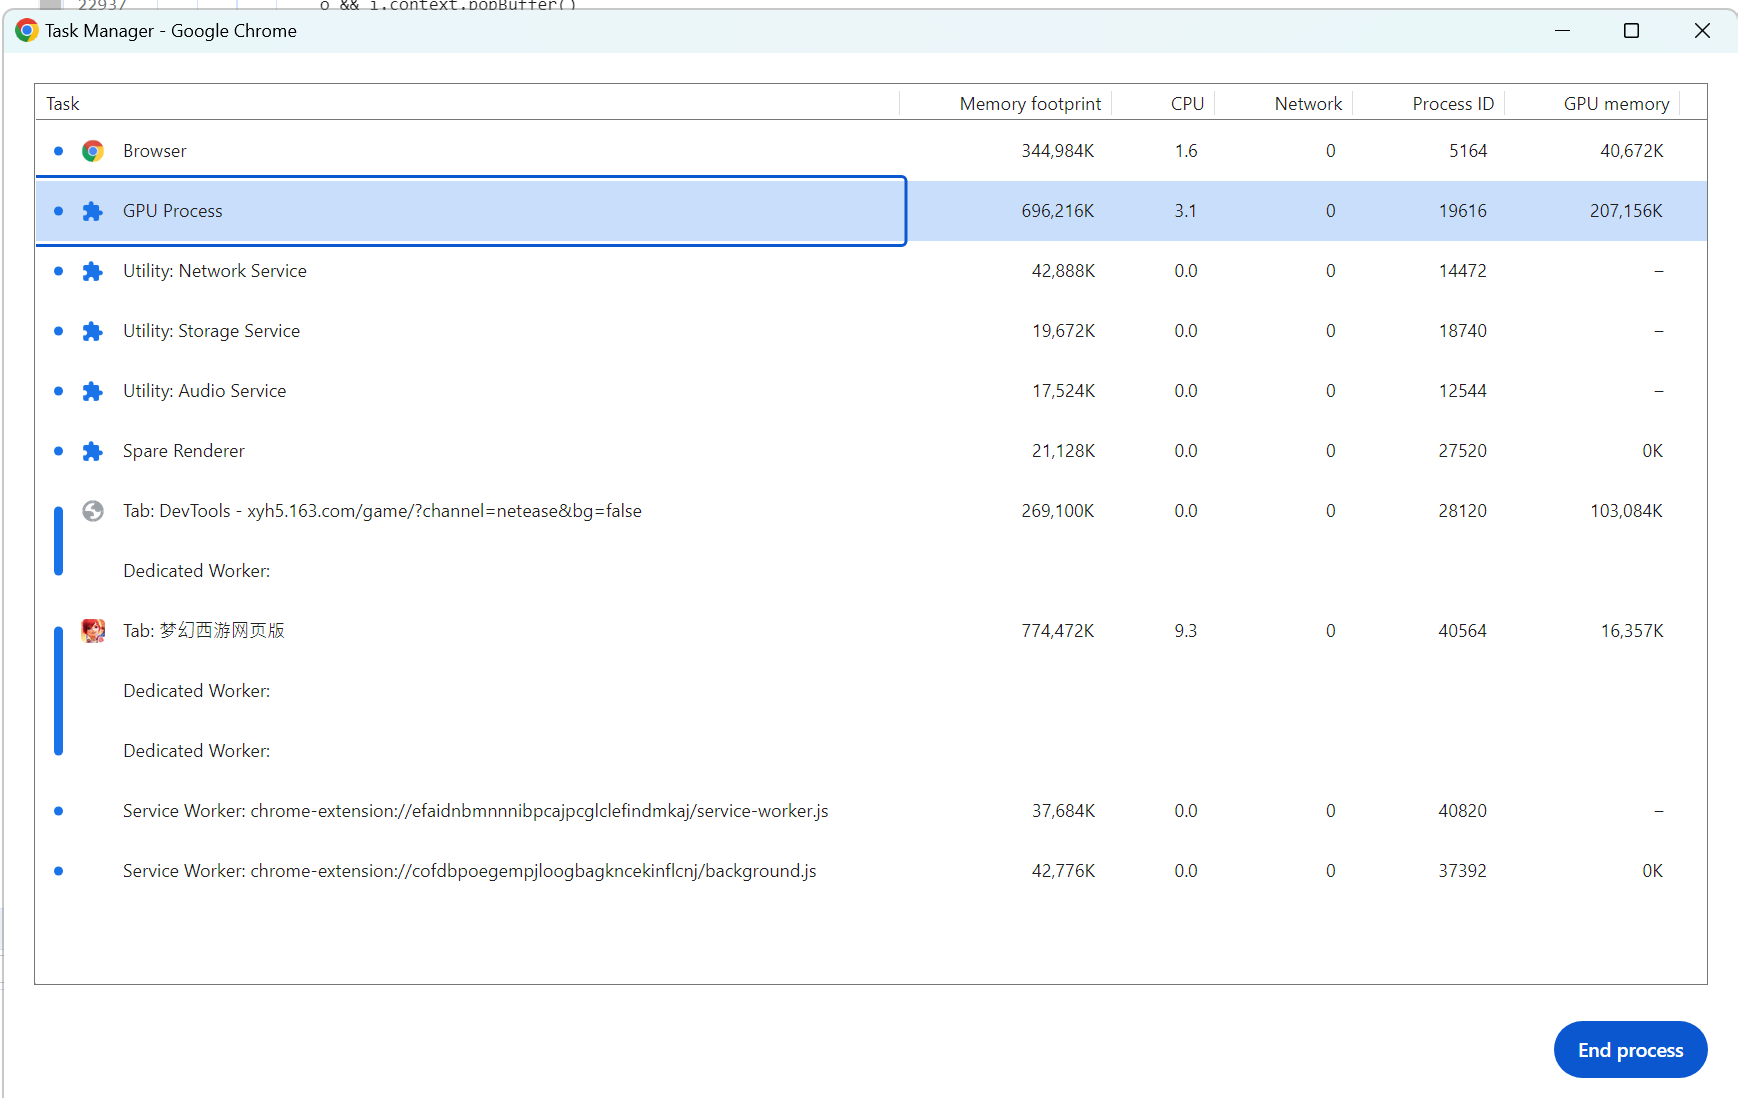 22937 o && i.context.popBuffer()
Task Manager - Google Chrome
Task Memory footprint CPU Network Process ID GPU memory
Browser 344,984K 1.6 0 5164 40,672K
GPU Process 696,216K 3.1 0 19616 207,156K
Utility: Network Service 42,888K 0.0 0 14472 –
Utility: Storage Service 19,672K 0.0 0 18740 –
Utility: Audio Service 17,524K 0.0 0 12544 –
Spare Renderer 21,128K 0.0 0 27520 0K
Tab: DevTools - xyh5.163.com/game/?channel=netease&bg=false 269,100K 0.0 0 28120 103,084K
Dedicated Worker:
Tab: 梦幻西游网页版 774,472K 9.3 0 40564 16,357K
Dedicated Worker:
Dedicated Worker:
Service Worker: chrome-extension://efaidnbmnnnibpcajpcglclefindmkaj/service-worker.js 37,684K 0.0 0 40820 –
Service Worker: chrome-extension://cofdbpoegempjloogbagkncekinflcnj/background.js 42,776K 0.0 0 37392 0K
End process